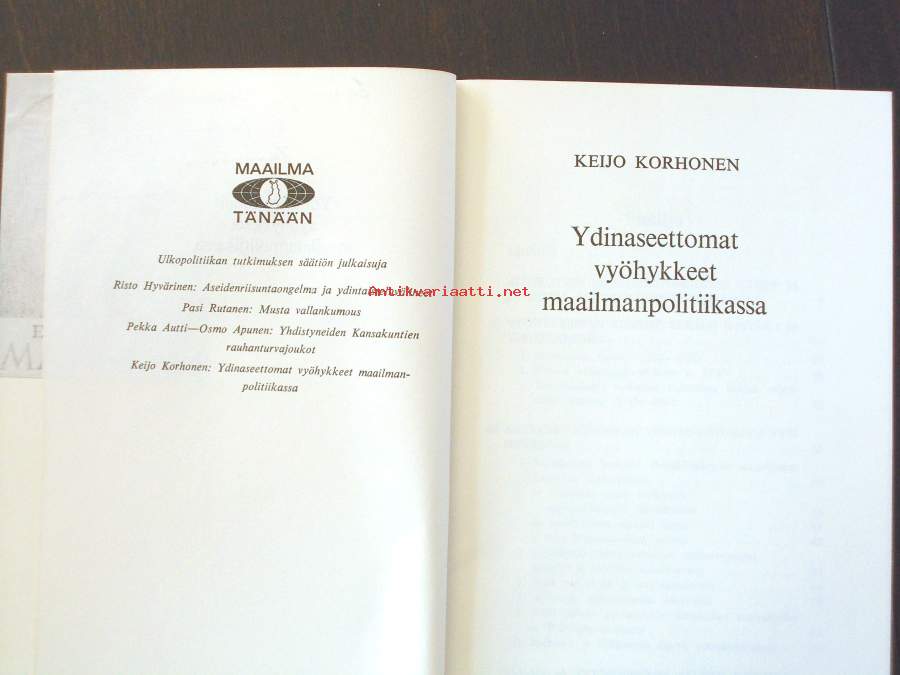 MAAILMA
TÄNÄÄN
Ulkopolitiikan tutkimuksen säätiön julkaisuja
Risto Hyvärinen: Aseidenriisuntaongelma ja
Pasi Rutanen: Musta vallankumous
Pekka Autti—Osmo Apunen: Yhdistyneiden Kansakuntien
rauhanturvajoukot
Keijo Korhonen: Ydinaseettomat vyöhykkeet maailman-
politiikassa
Antikvariaatti.net
KEIJO KORHONEN
Ydinaseettomat
vyöhykkeet
maailmanpolitiikassa